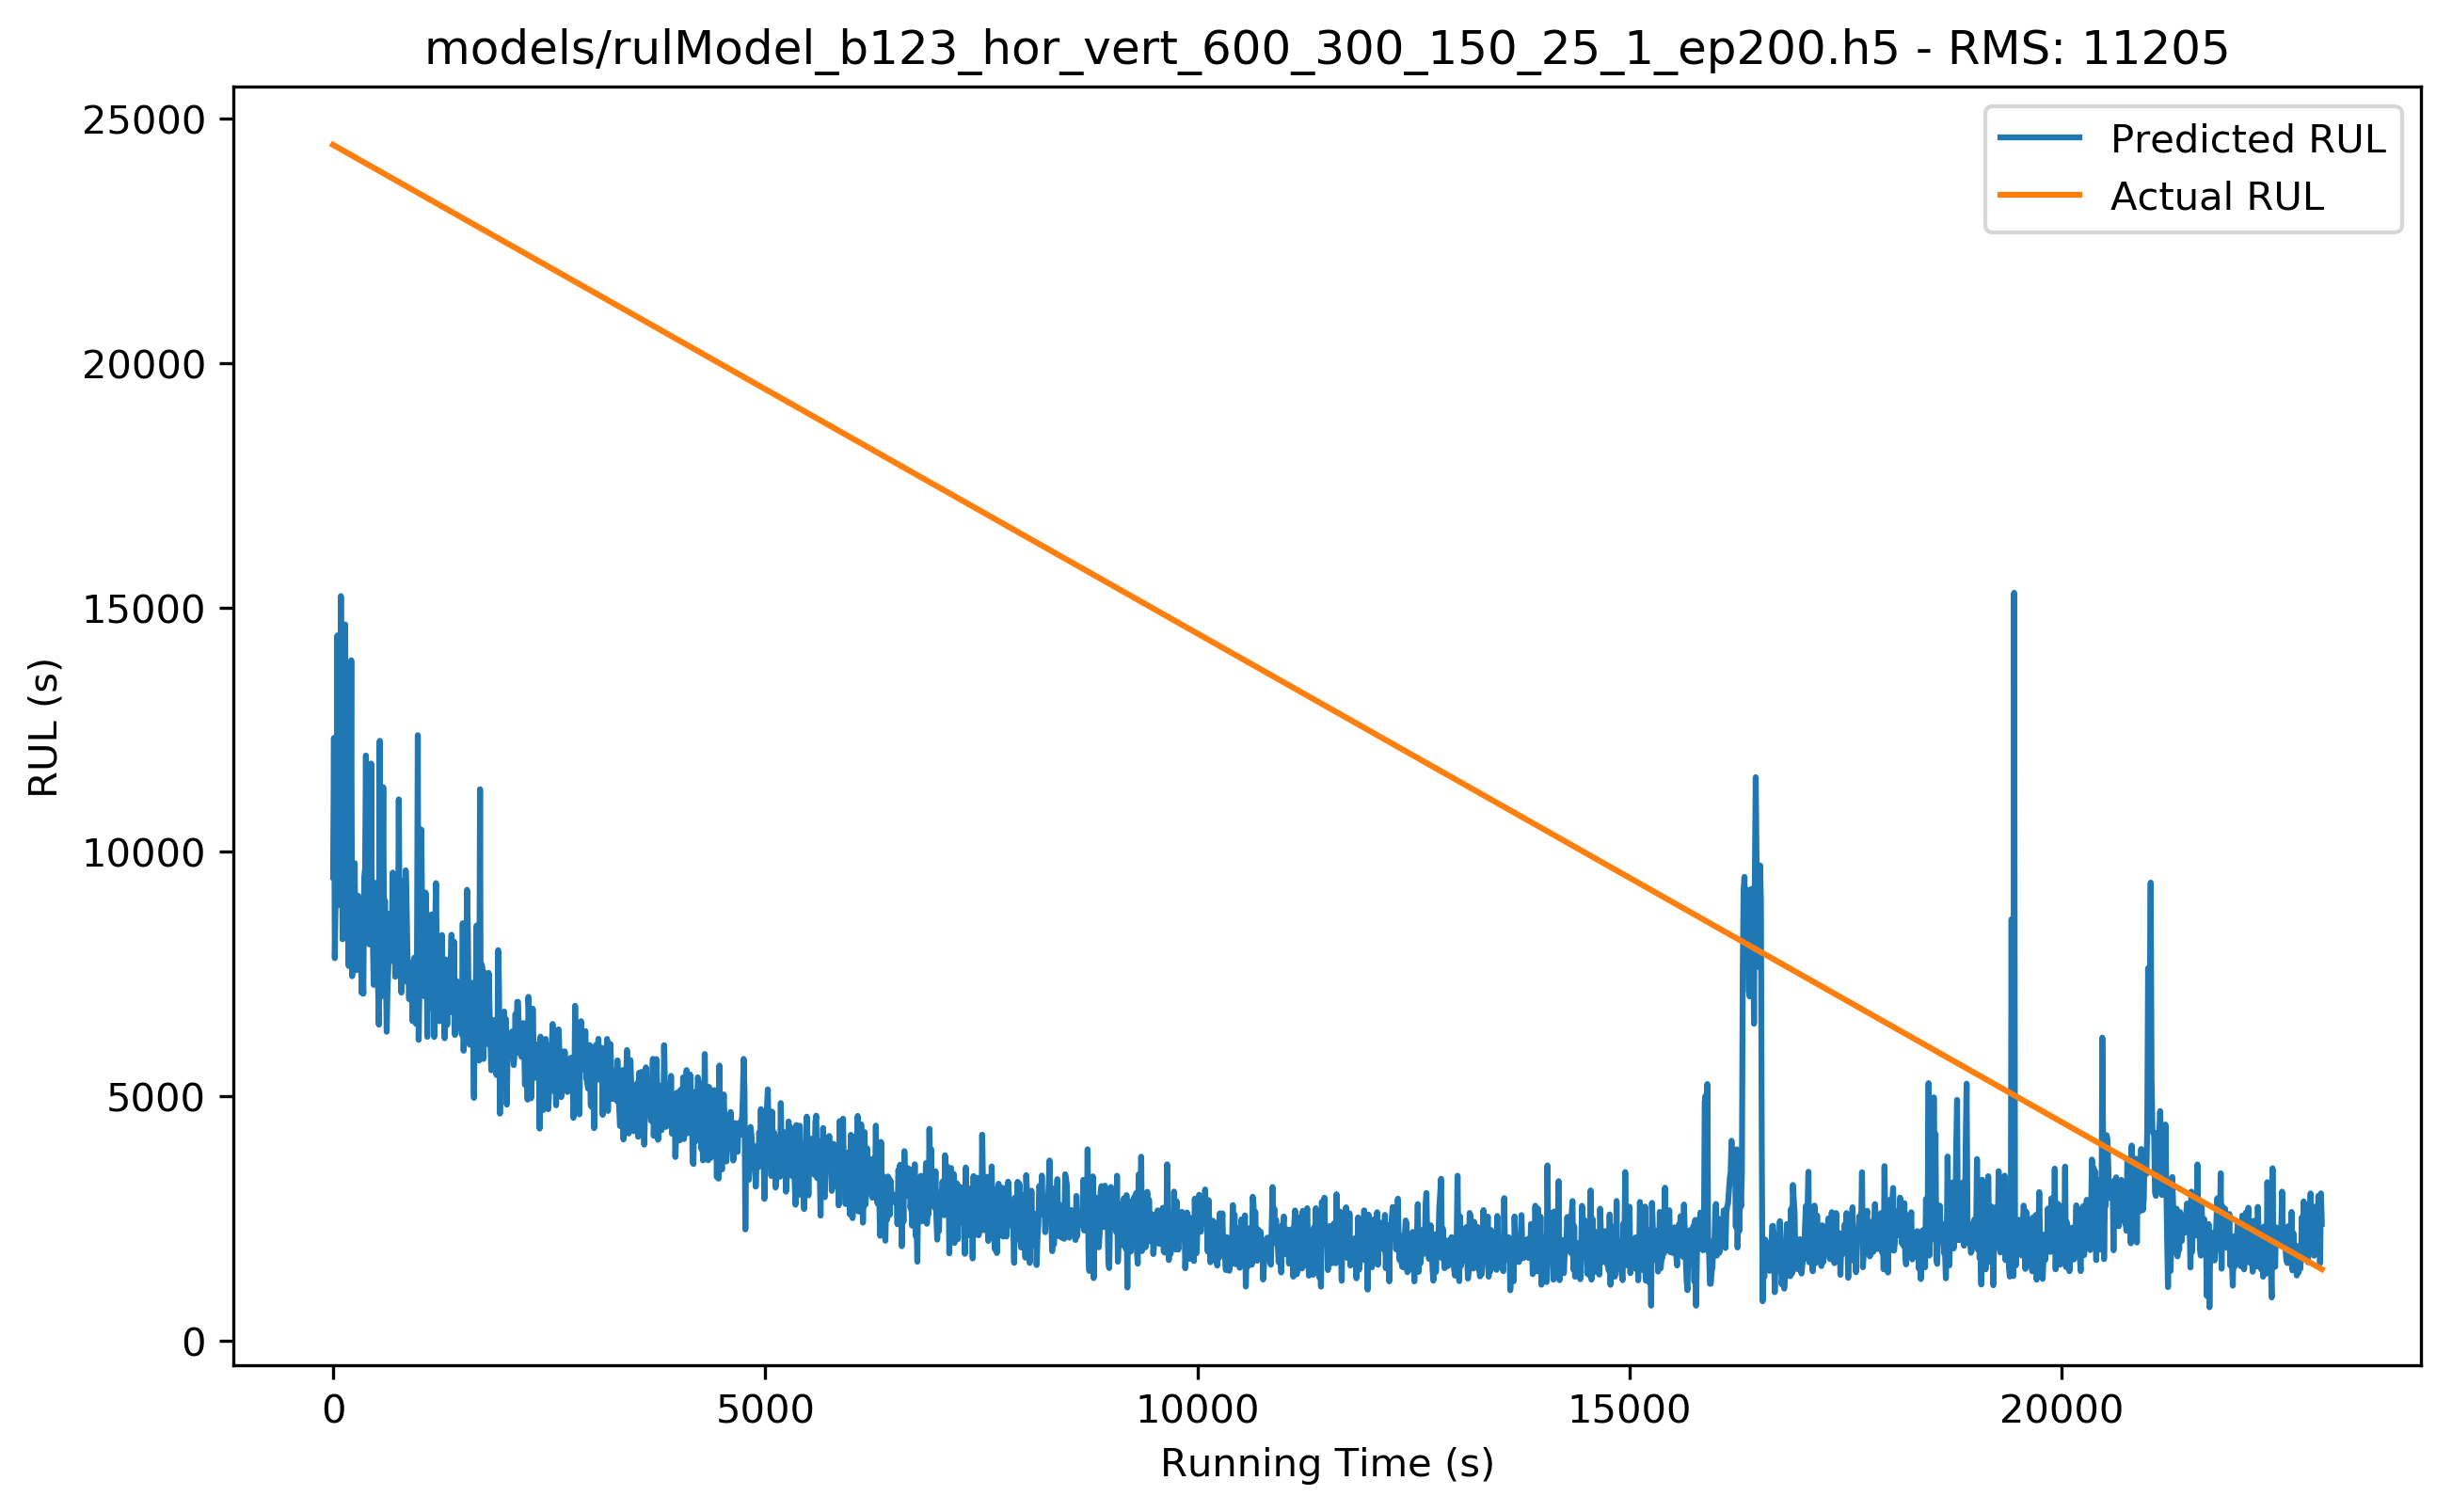 models/rulModel_b123_hor_vert_600_300_150_25_1_ep200.h5 - RMS: 11205
Predicted RUL
Actual RUL
25000
20000
15000
10000
5000
0
RUL (s)
0 5000 10000 15000 20000
Running Time (s)